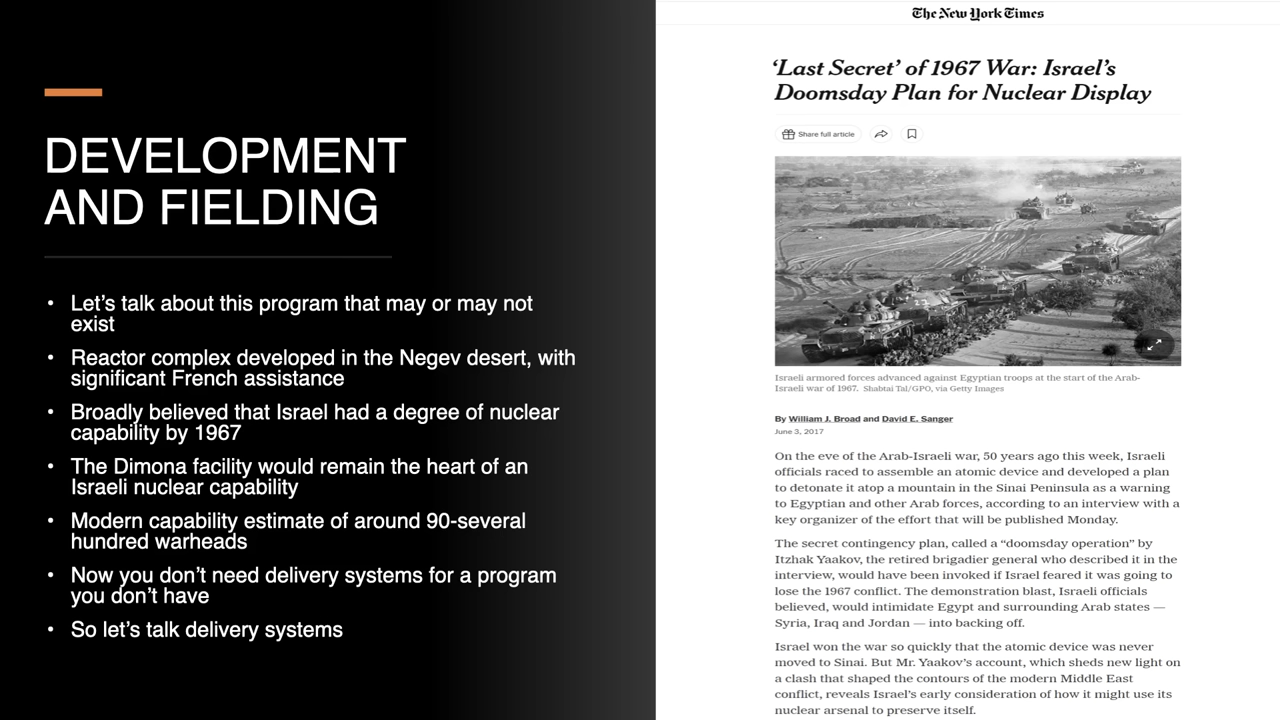 DEVELOPMENT
AND FIELDING
• Let’s talk about this program that may or may not
exist
• Reactor complex developed in the Negev desert, with
significant French assistance
• Broadly believed that Israel had a degree of nuclear
capability by 1967
• The Dimona facility would remain the heart of an
Israeli nuclear capability
• Modern capability estimate of around 90-several
hundred warheads
• Now you don’t need delivery systems for a program
you don’t have
• So let’s talk delivery systems
The New York Times
‘Last Secret’ of 1967 War: Israel’s
Doomsday Plan for Nuclear Display
Share full article
Israeli armored forces advanced against Egyptian troops at the start of the Arab-
Israeli war of 1967. Shabtai Tal/GPO, via Getty Images
By William J. Broad and David E. Sanger
June 3, 2017
On the eve of the Arab-Israeli war, 50 years ago this week, Israeli
officials raced to assemble an atomic device and developed a plan
to detonate it atop a mountain in the Sinai Peninsula as a warning
to Egyptian and other Arab forces, according to an interview with a
key organizer of the effort that will be published Monday.
The secret contingency plan, called a “doomsday operation” by
Itzhak Yaakov, the retired brigadier general who described it in the
interview, would have been invoked if Israel feared it was going to
lose the 1967 conflict. The demonstration blast, Israeli officials
believed, would intimidate Egypt and surrounding Arab states —
Syria, Iraq and Jordan — into backing off.
Israel won the war so quickly that the atomic device was never
moved to Sinai. But Mr. Yaakov’s account, which sheds new light on
a clash that shaped the contours of the modern Middle East
conflict, reveals Israel’s early consideration of how it might use its
nuclear arsenal to preserve itself.